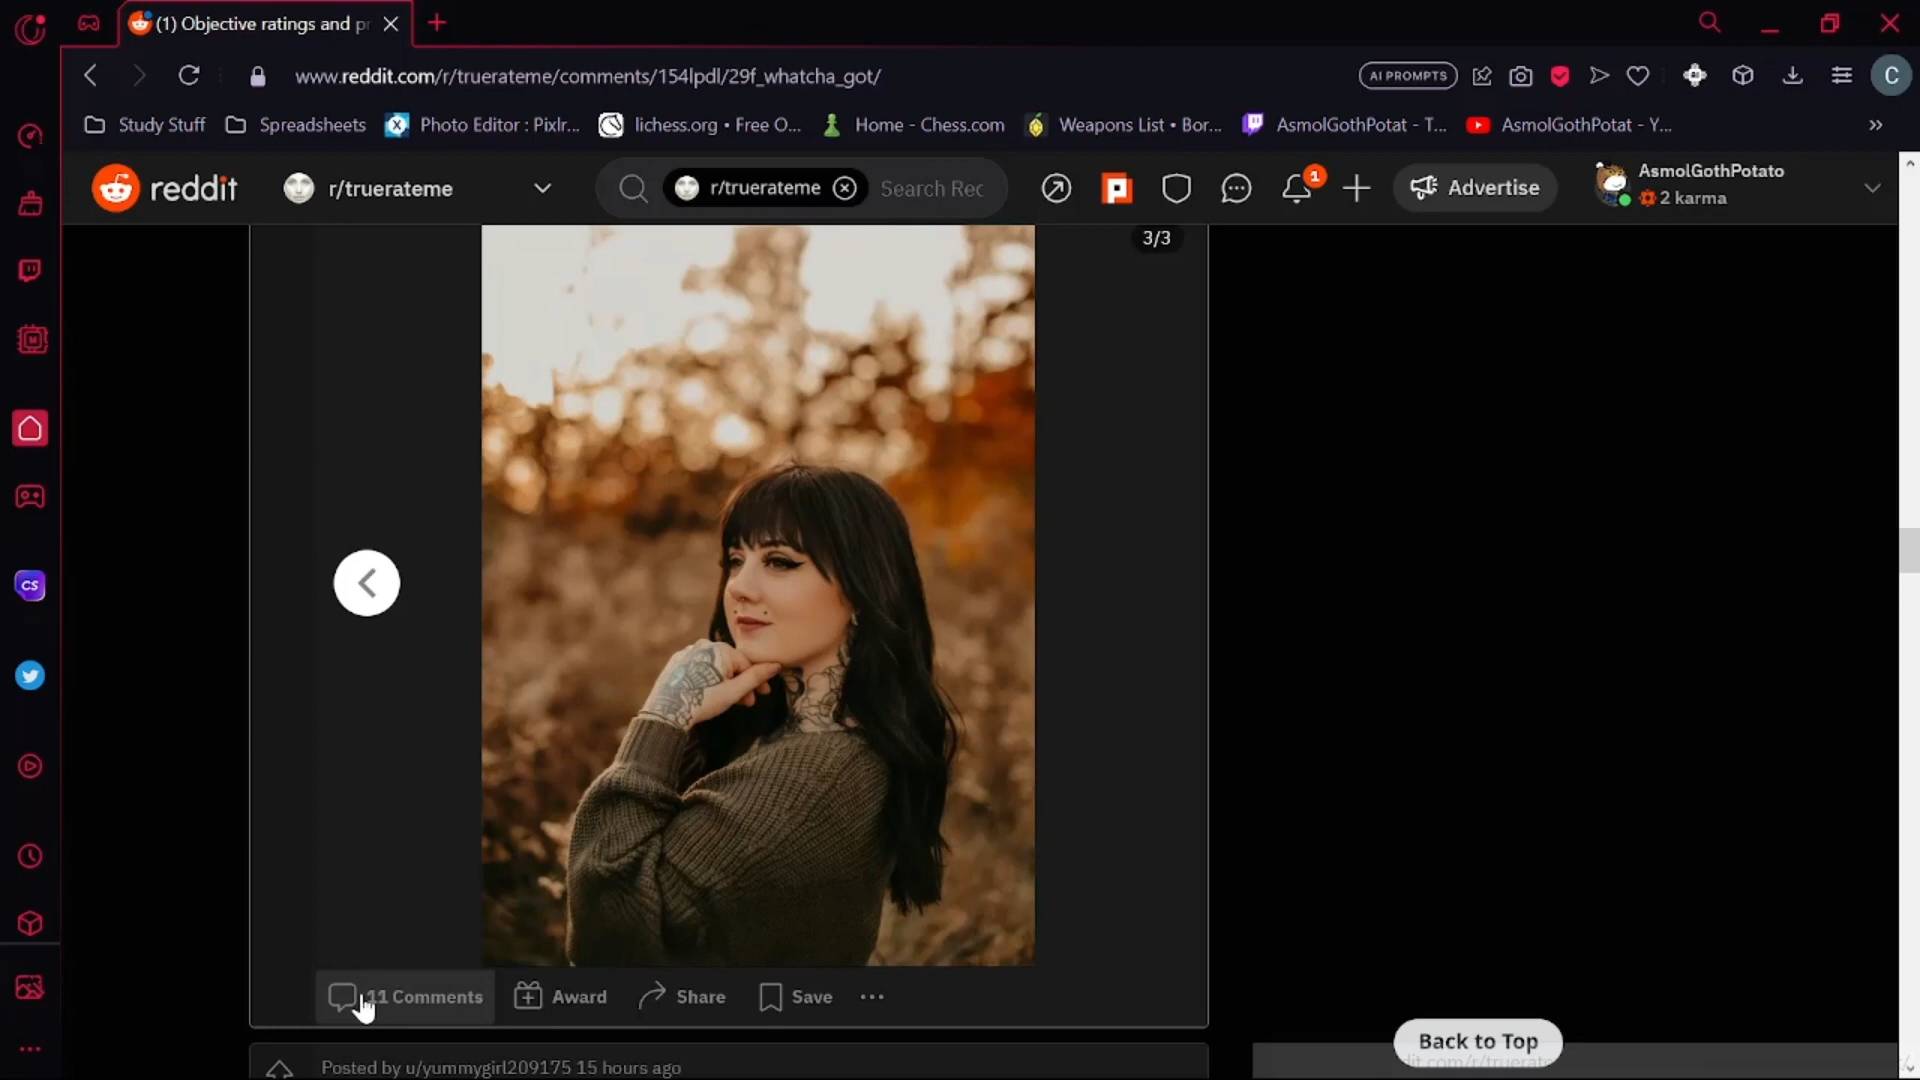 (1) Objective ratings and pr
www.reddit.com/r/truerateme/comments/154lpdl/29f_whatcha_got/
AI PROMPTS
C
Study Stuff
Spreadsheets
Photo Editor : Pixlr...
lichess.org • Free O...
Home - Chess.com
Weapons List • Bor...
AsmolGothPotat - T...
AsmolGothPotat - Y...
reddit
r/truerateme
r/truerateme
Search Rec
1
Advertise
AsmolGothPotato
2 karma
3/3
CS
11 Comments
Award
Share
Save
Back to Top
Posted by u/yummygirl209175 15 hours ago